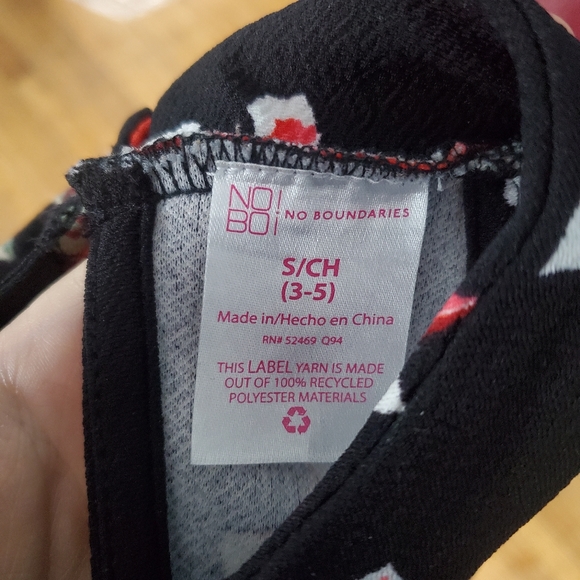 NO!
BO¡ NO BOUNDARIES
S/CH
(3-5)
Made in/Hecho en China
RN# 52469 Q94
THIS LABEL YARN IS MADE
OUT OF 100% RECYCLED
POLYESTER MATERIALS